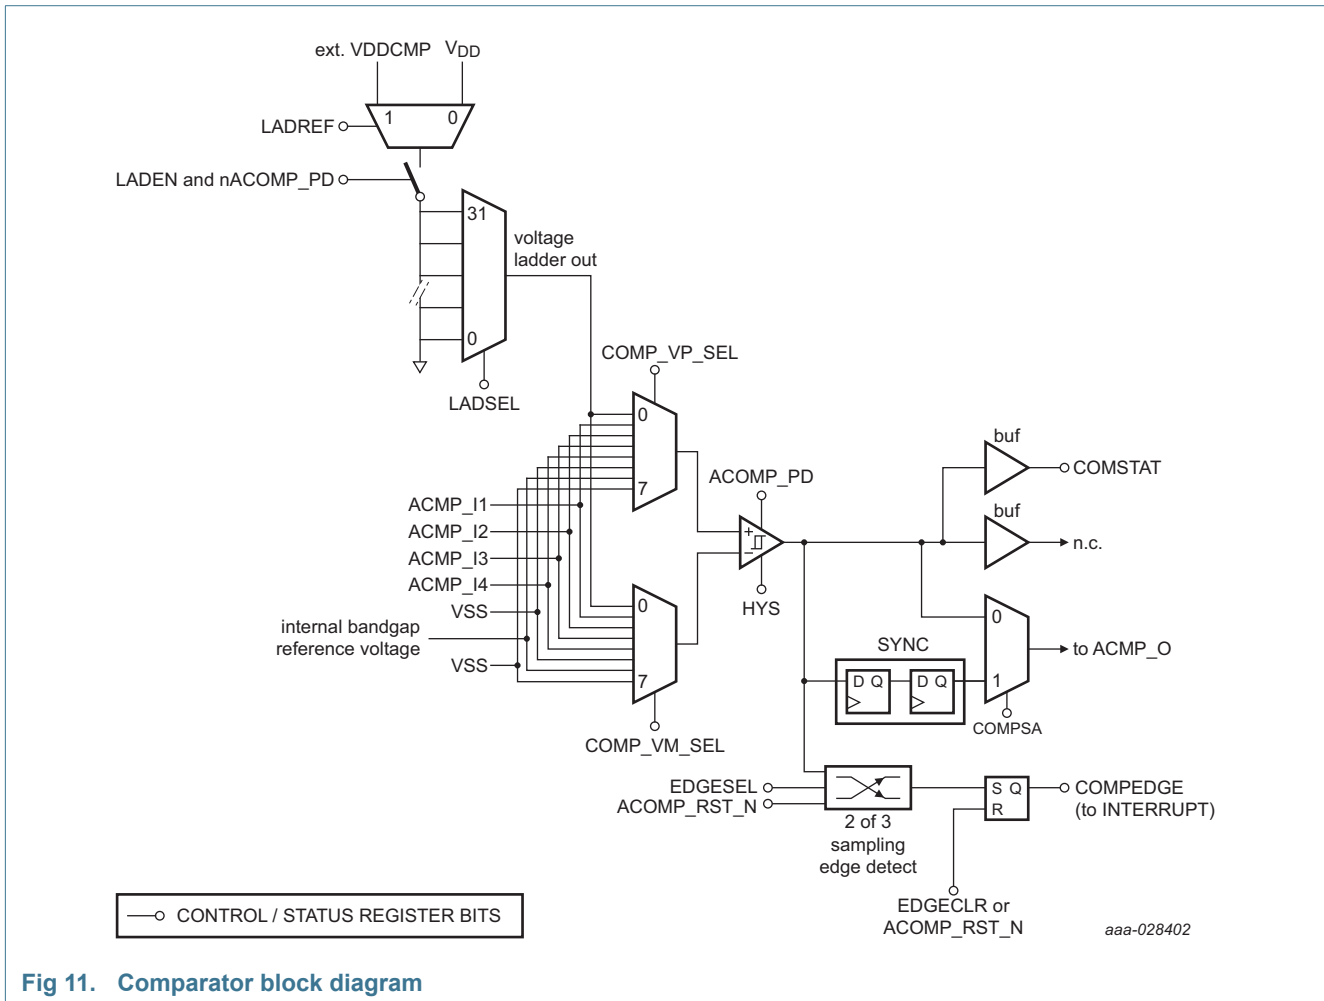 ext. VDDCMP VDD
1 0
LADREF
LADEN and nACOMP_PD
31
voltage
ladder out
0
LADSEL
COMP_VP_SEL
0
7
ACMP_I1
ACMP_I2
ACMP_I3
ACMP_I4
VSS
internal bandgap
reference voltage
VSS
0
7
COMP_VM_SEL
ACOMP_PD
+
−
HYS
buf
COMSTAT
buf
n.c.
0
to ACMP_O
1
SYNC
D Q D Q
COMPSA
EDGESEL
ACOMP_RST_N
2 of 3
sampling
edge detect
S Q
R
COMPEDGE
(to INTERRUPT)
EDGECLR or
ACOMP_RST_N
CONTROL / STATUS REGISTER BITS
aaa-028402
Fig 11. Comparator block diagram